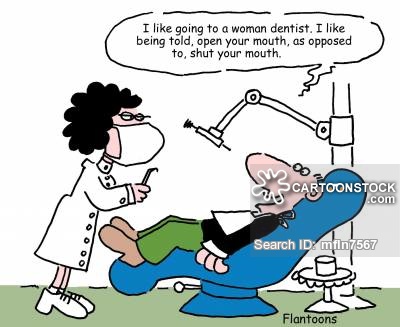 I like going to a woman dentist. I like
being told, open your mouth, as opposed
to, shut your mouth.
CARTOONSTOCK
.com
Search ID: mfln7567
Flantoons